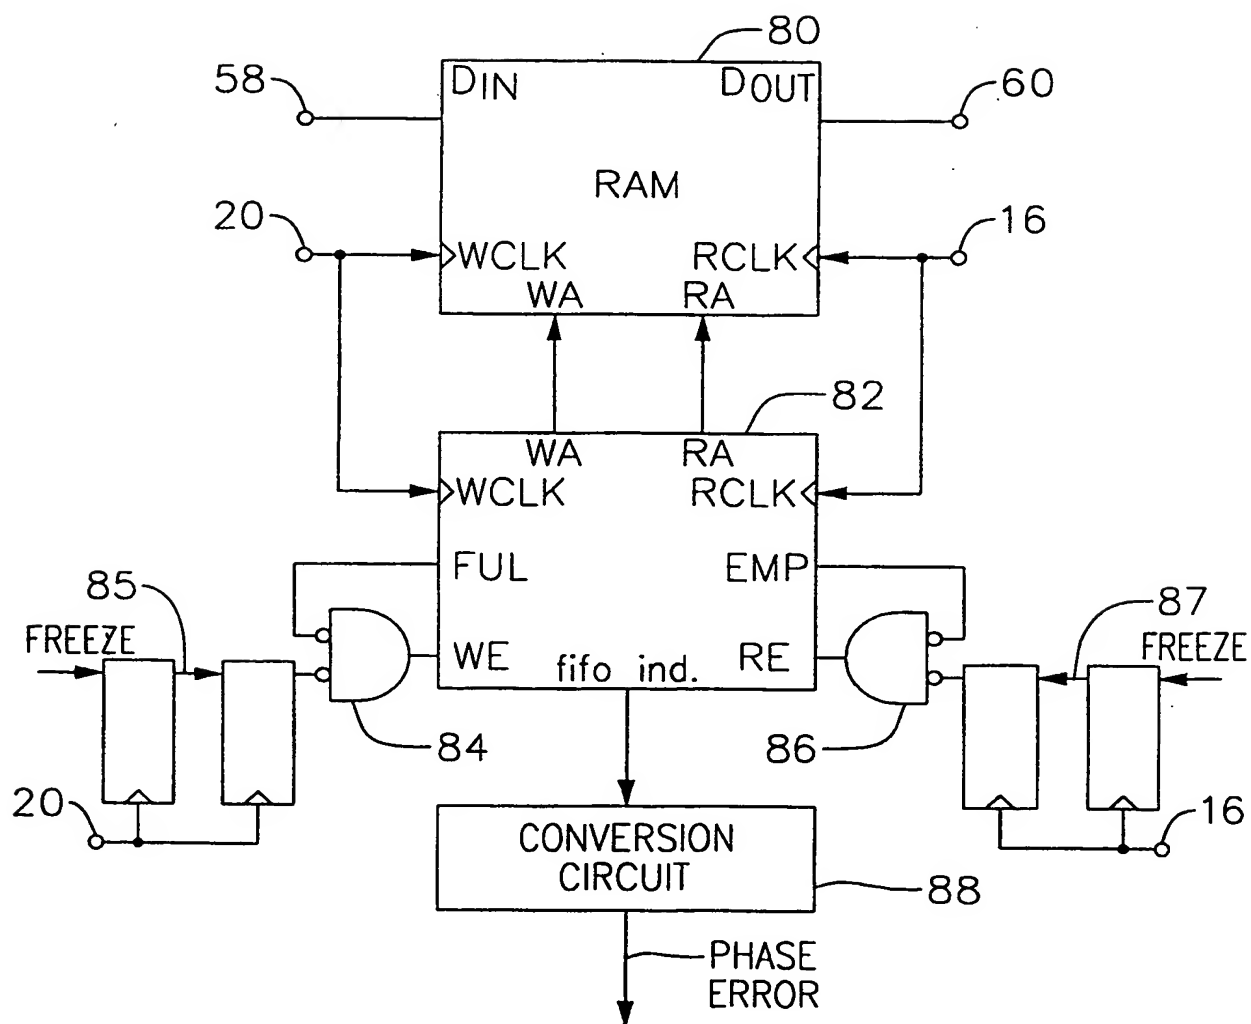 80
58
DIN
DOUT
60
RAM
20
16
WCLK
RCLK
WA
RA
82
WA
RA
WCLK
RCLK
FUL
EMP
85
87
FREEZE
FREEZE
WE
RE
fifo ind.
84
86
20
16
CONVERSION
CIRCUIT
88
PHASE
ERROR